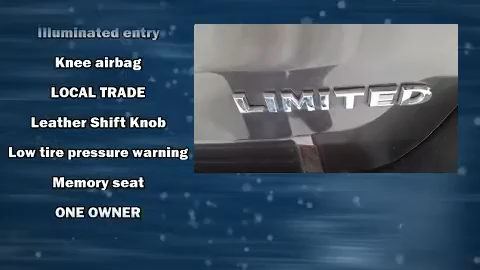 Illuminated entry
Knee airbag
LOCAL TRADE
Leather Shift Knob
Low tire pressure warning
Memory seat
ONE OWNER
LIMITED